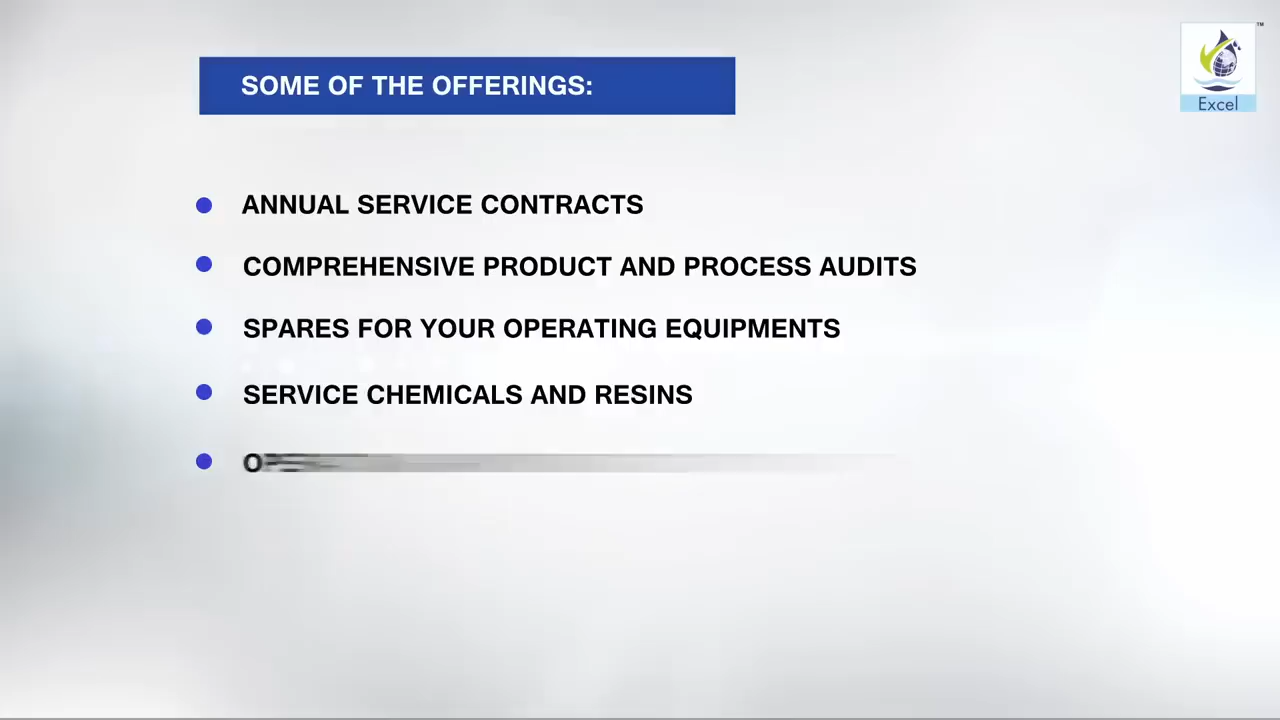 SOME OF THE OFFERINGS:
TM
Excel
ANNUAL SERVICE CONTRACTS
COMPREHENSIVE PRODUCT AND PROCESS AUDITS
SPARES FOR YOUR OPERATING EQUIPMENTS
SERVICE CHEMICALS AND RESINS